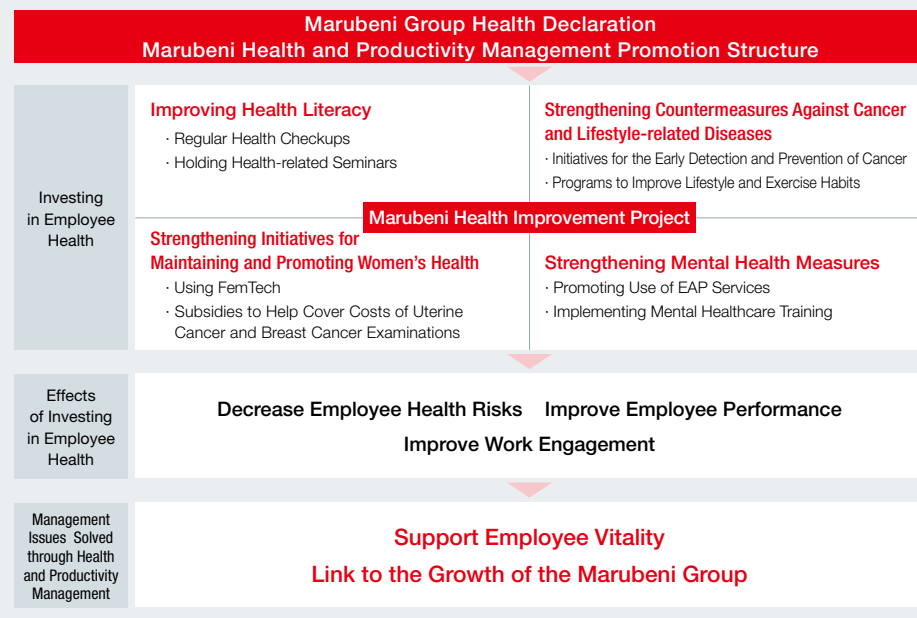 Marubeni Group Health Declaration
Marubeni Health and Productivity Management Promotion Structure
Investing
in Employee
Health
Improving Health Literacy
· Regular Health Checkups
· Holding Health-related Seminars
Strengthening Countermeasures Against Cancer
and Lifestyle-related Diseases
· Initiatives for the Early Detection and Prevention of Cancer
· Programs to Improve Lifestyle and Exercise Habits
Marubeni Health Improvement Project
Strengthening Initiatives for
Maintaining and Promoting Women's Health
· Using FemTech
· Subsidies to Help Cover Costs of Uterine
Cancer and Breast Cancer Examinations
Strengthening Mental Health Measures
· Promoting Use of EAP Services
· Implementing Mental Healthcare Training
Effects
of Investing
in Employee
Health
Decrease Employee Health Risks Improve Employee Performance
Improve Work Engagement
Management
Issues Solved
through Health
and Productivity
Management
Support Employee Vitality
Link to the Growth of the Marubeni Group